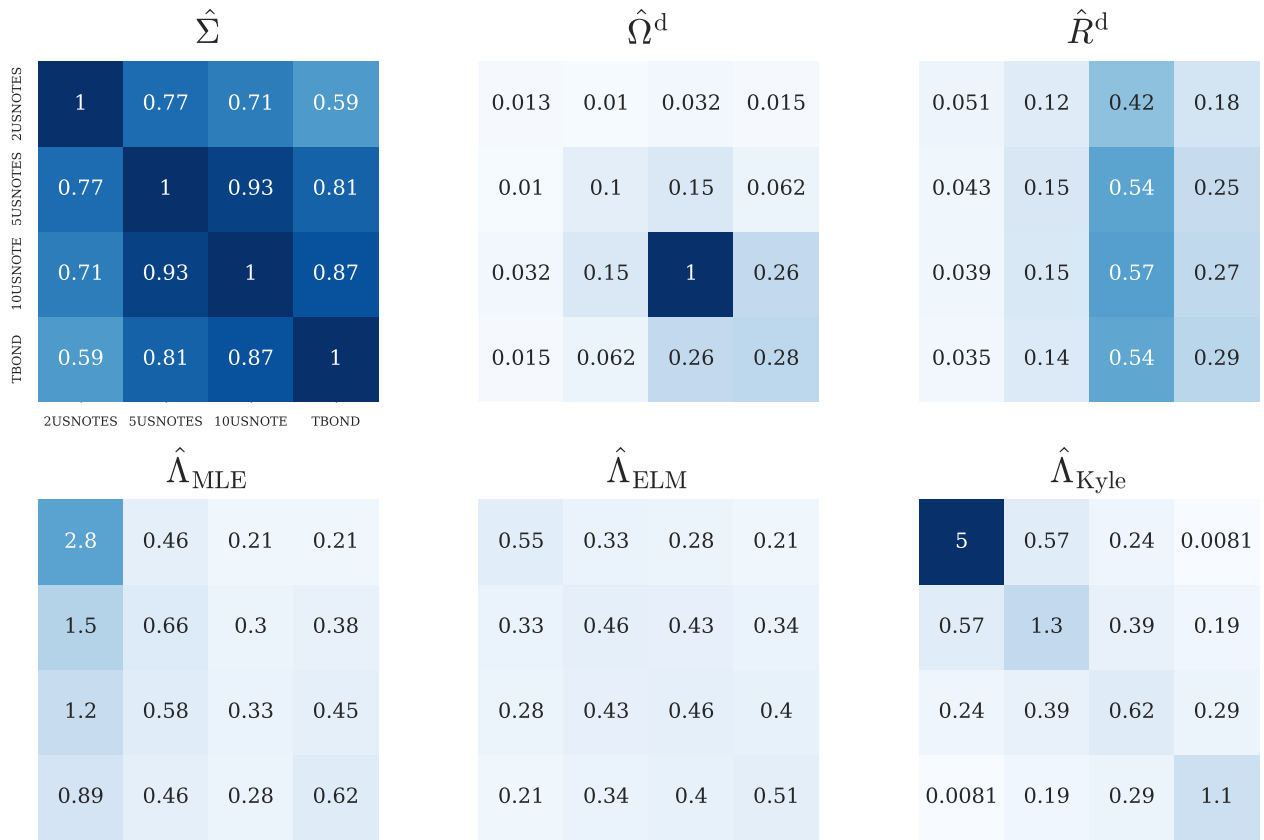 Σ̂ Ω̂ᵈ R̂ᵈ
2USNOTES 1 0.77 0.71 0.59 0.013 0.01 0.032 0.015 0.051 0.12 0.42 0.18
5USNOTES 0.77 1 0.93 0.81 0.01 0.1 0.15 0.062 0.043 0.15 0.54 0.25
10USNOTE 0.71 0.93 1 0.87 0.032 0.15 1 0.26 0.039 0.15 0.57 0.27
TBOND 0.59 0.81 0.87 1 0.015 0.062 0.26 0.28 0.035 0.14 0.54 0.29
2USNOTES 5USNOTES 10USNOTE TBOND
Λ̂MLE Λ̂ELM Λ̂Kyle
2.8 0.46 0.21 0.21 0.55 0.33 0.28 0.21 5 0.57 0.24 0.0081
1.5 0.66 0.3 0.38 0.33 0.46 0.43 0.34 0.57 1.3 0.39 0.19
1.2 0.58 0.33 0.45 0.28 0.43 0.46 0.4 0.24 0.39 0.62 0.29
0.89 0.46 0.28 0.62 0.21 0.34 0.4 0.51 0.0081 0.19 0.29 1.1